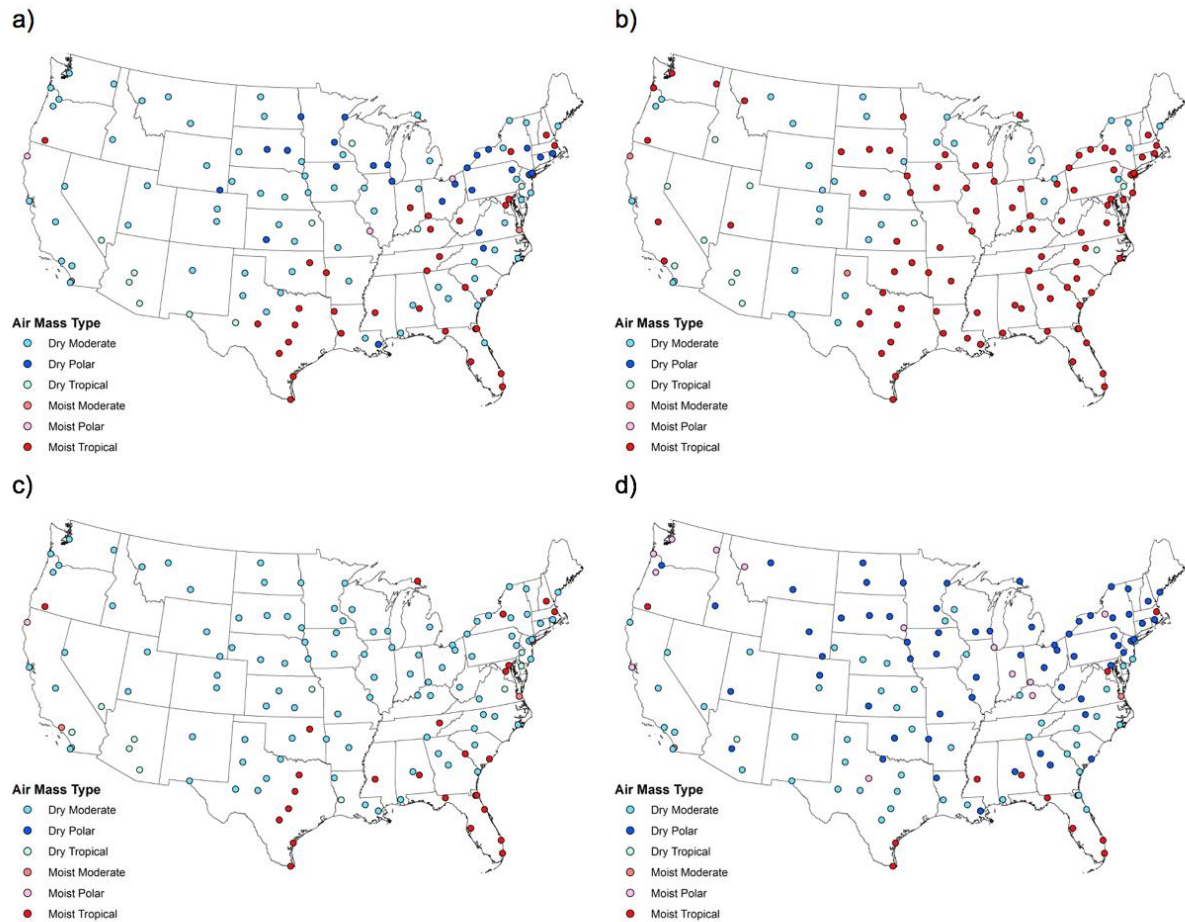 a)
b)
Air Mass Type
Dry Moderate
Dry Polar
Dry Tropical
Moist Moderate
Moist Polar
Moist Tropical
Air Mass Type
Dry Moderate
Dry Polar
Dry Tropical
Moist Moderate
Moist Polar
Moist Tropical
c)
d)
Air Mass Type
Dry Moderate
Dry Polar
Dry Tropical
Moist Moderate
Moist Polar
Moist Tropical
Air Mass Type
Dry Moderate
Dry Polar
Dry Tropical
Moist Moderate
Moist Polar
Moist Tropical